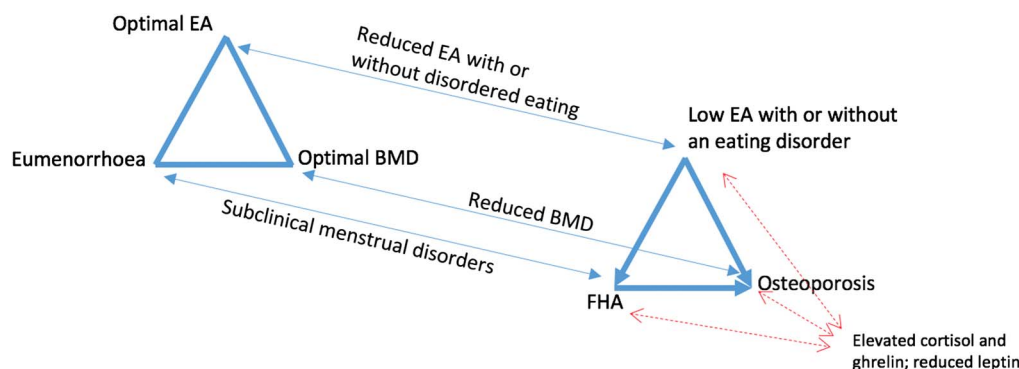 Optimal EA
Reduced EA with or
without disordered eating
Low EA with or without
an eating disorder
Eumenorrhoea
Optimal BMD
Reduced BMD
Subclinical menstrual disorders
Osteoporosis
FHA
Elevated cortisol and
ghrelin; reduced leptin